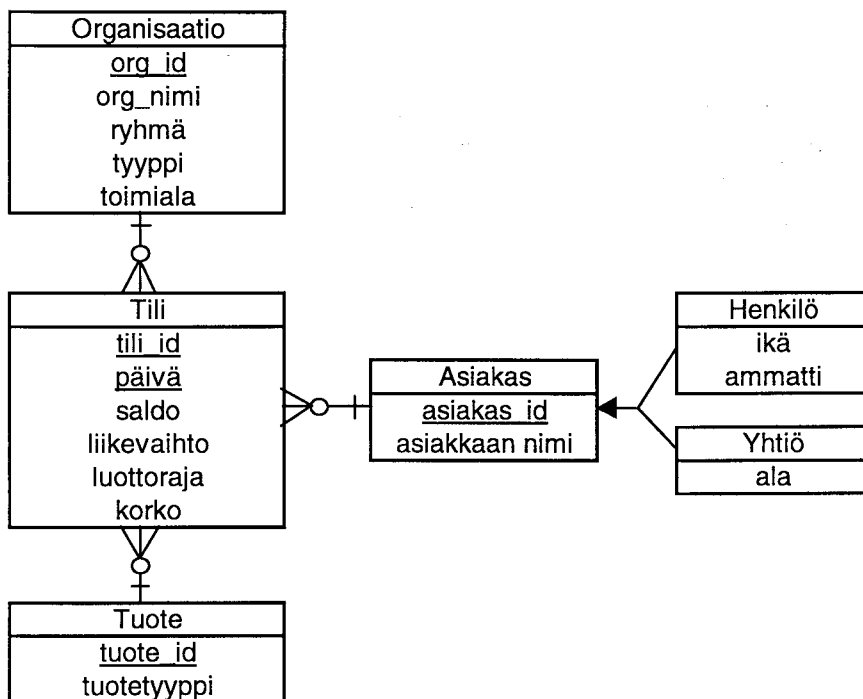 Organisaatio
org_id
org_nimi
ryhmä
tyyppi
toimiala
Tili
tili_id
päivä
saldo
liikevaihto
luottoraja
korko
Asiakas
asiakas_id
asiakkaan nimi
Henkilö
ikä
ammatti
Yhtiö
ala
Tuote
tuote_id
tuotetyyppi